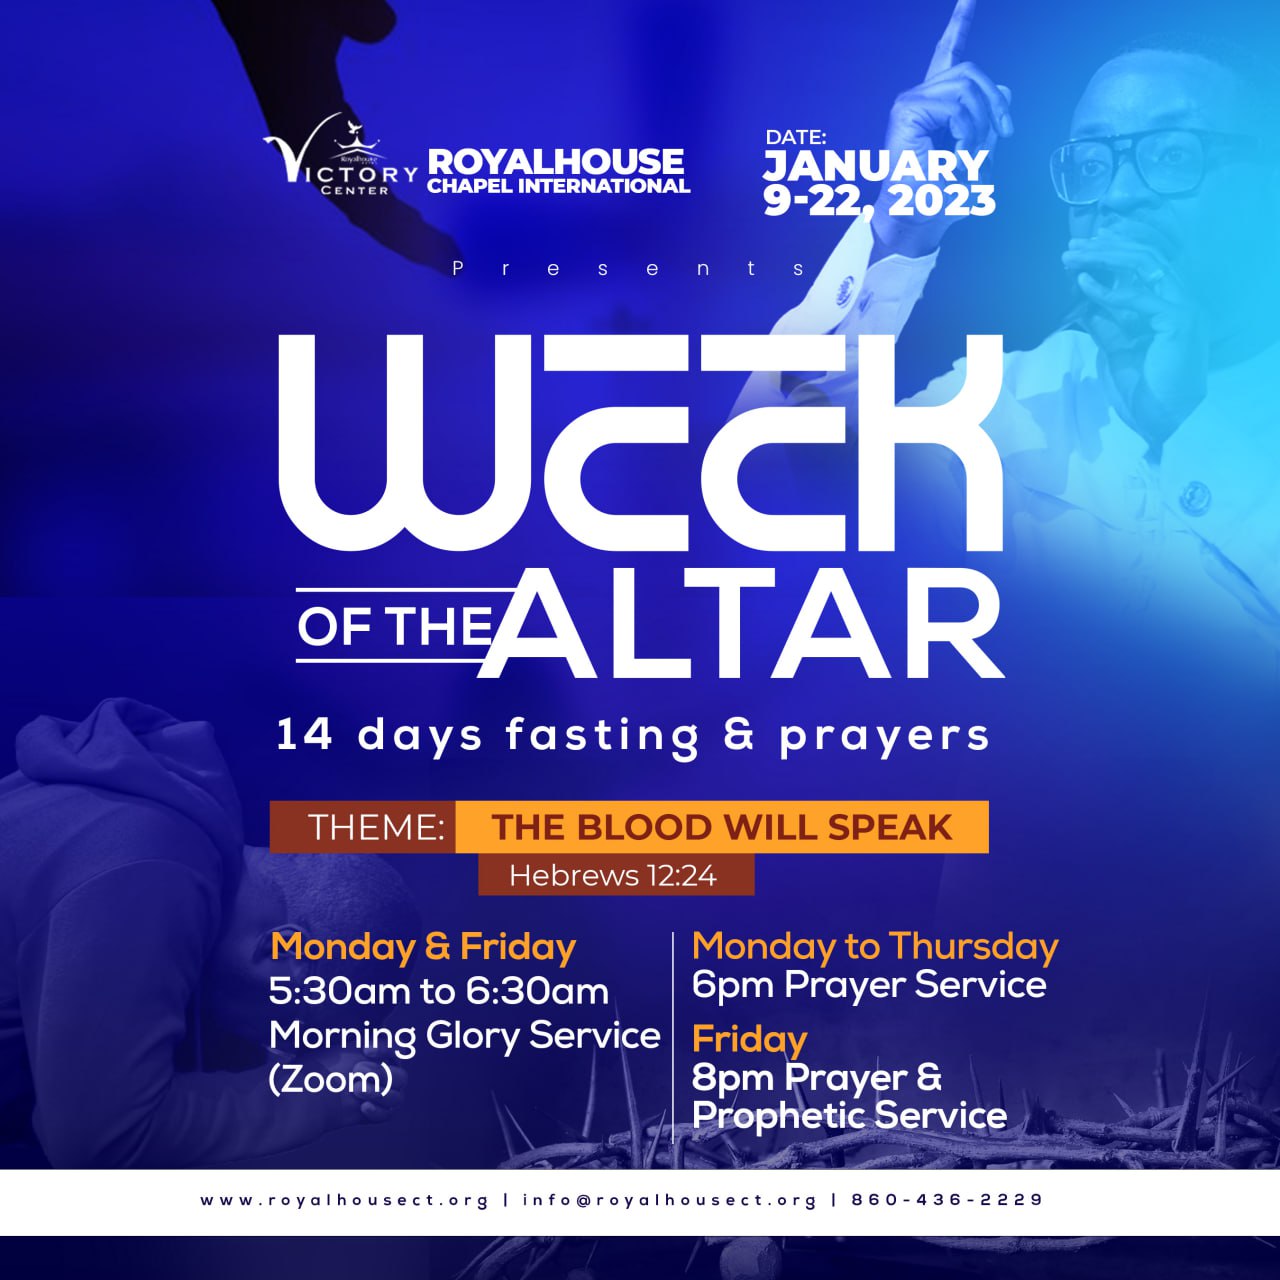 VICTORY
Royalhouse
CENTER
ROYALHOUSE
CHAPEL INTERNATIONAL
DATE:
JANUARY
9-22, 2023
Presents
WEEK
OF THE ALTAR
14 days fasting & prayers
THEME: THE BLOOD WILL SPEAK
Hebrews 12:24
Monday & Friday
5:30am to 6:30am
Morning Glory Service
(Zoom)
Monday to Thursday
6pm Prayer Service
Friday
8pm Prayer &
Prophetic Service
www.royalhousect.org | info@royalhousect.org | 860-436-2229